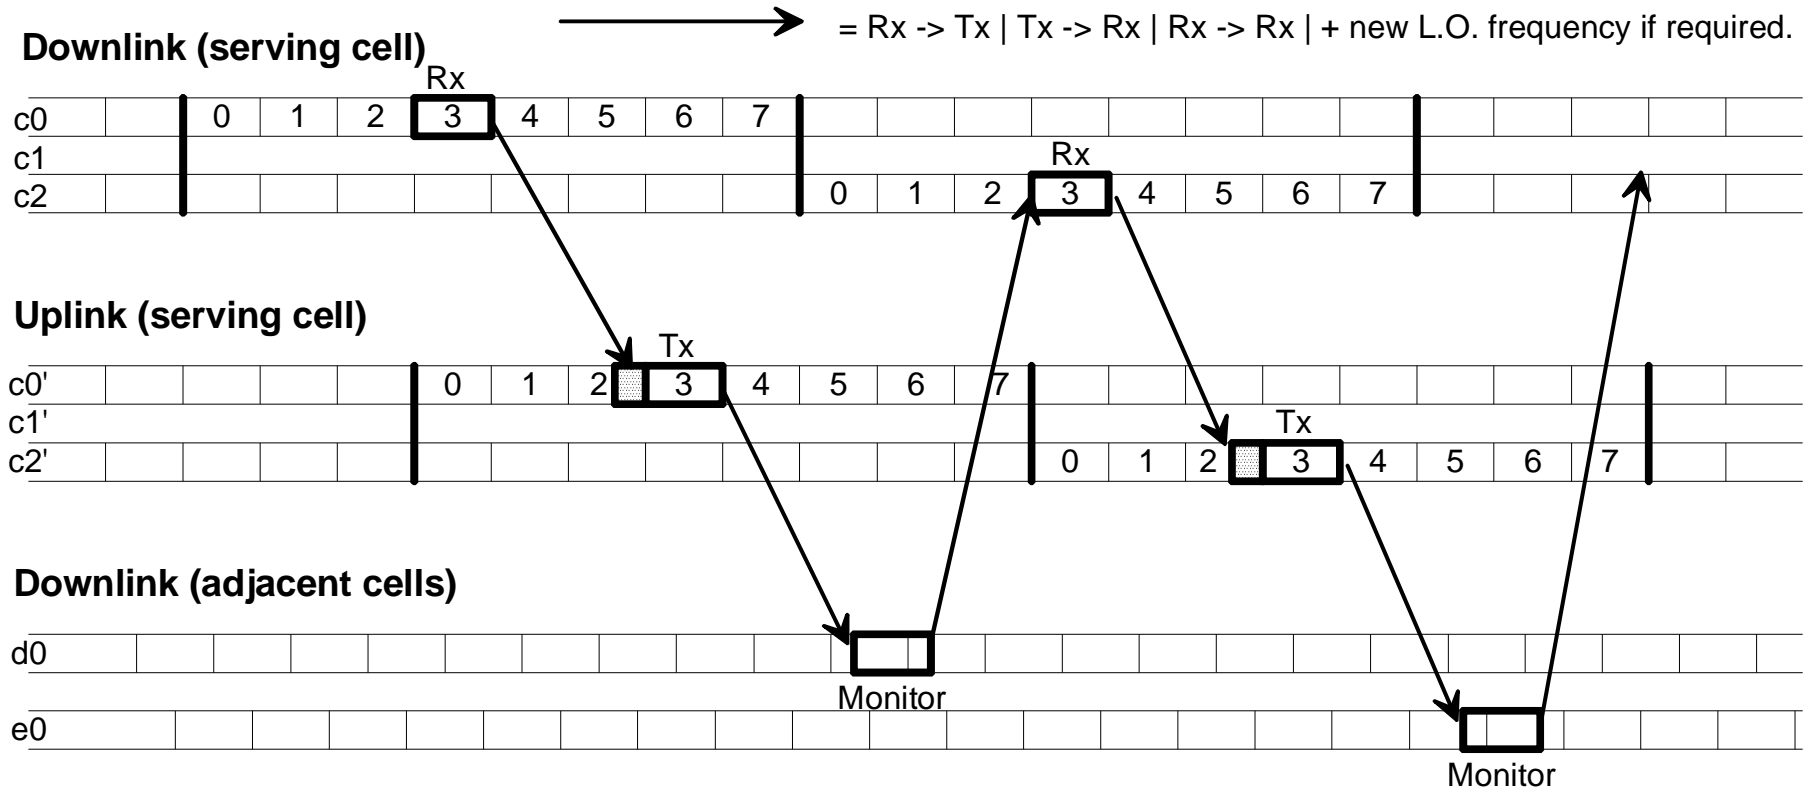 = Rx -> Tx | Tx -> Rx | Rx -> Rx | + new L.O. frequency if required.
Downlink (serving cell)
Rx
c0 0 1 2 3 4 5 6 7
c1 Rx
c2 0 1 2 3 4 5 6 7
Uplink (serving cell)
Tx
c0' 0 1 2 3 4 5 6 7
c1' Tx
c2' 0 1 2 3 4 5 6 7
Downlink (adjacent cells)
d0
Monitor
e0
Monitor